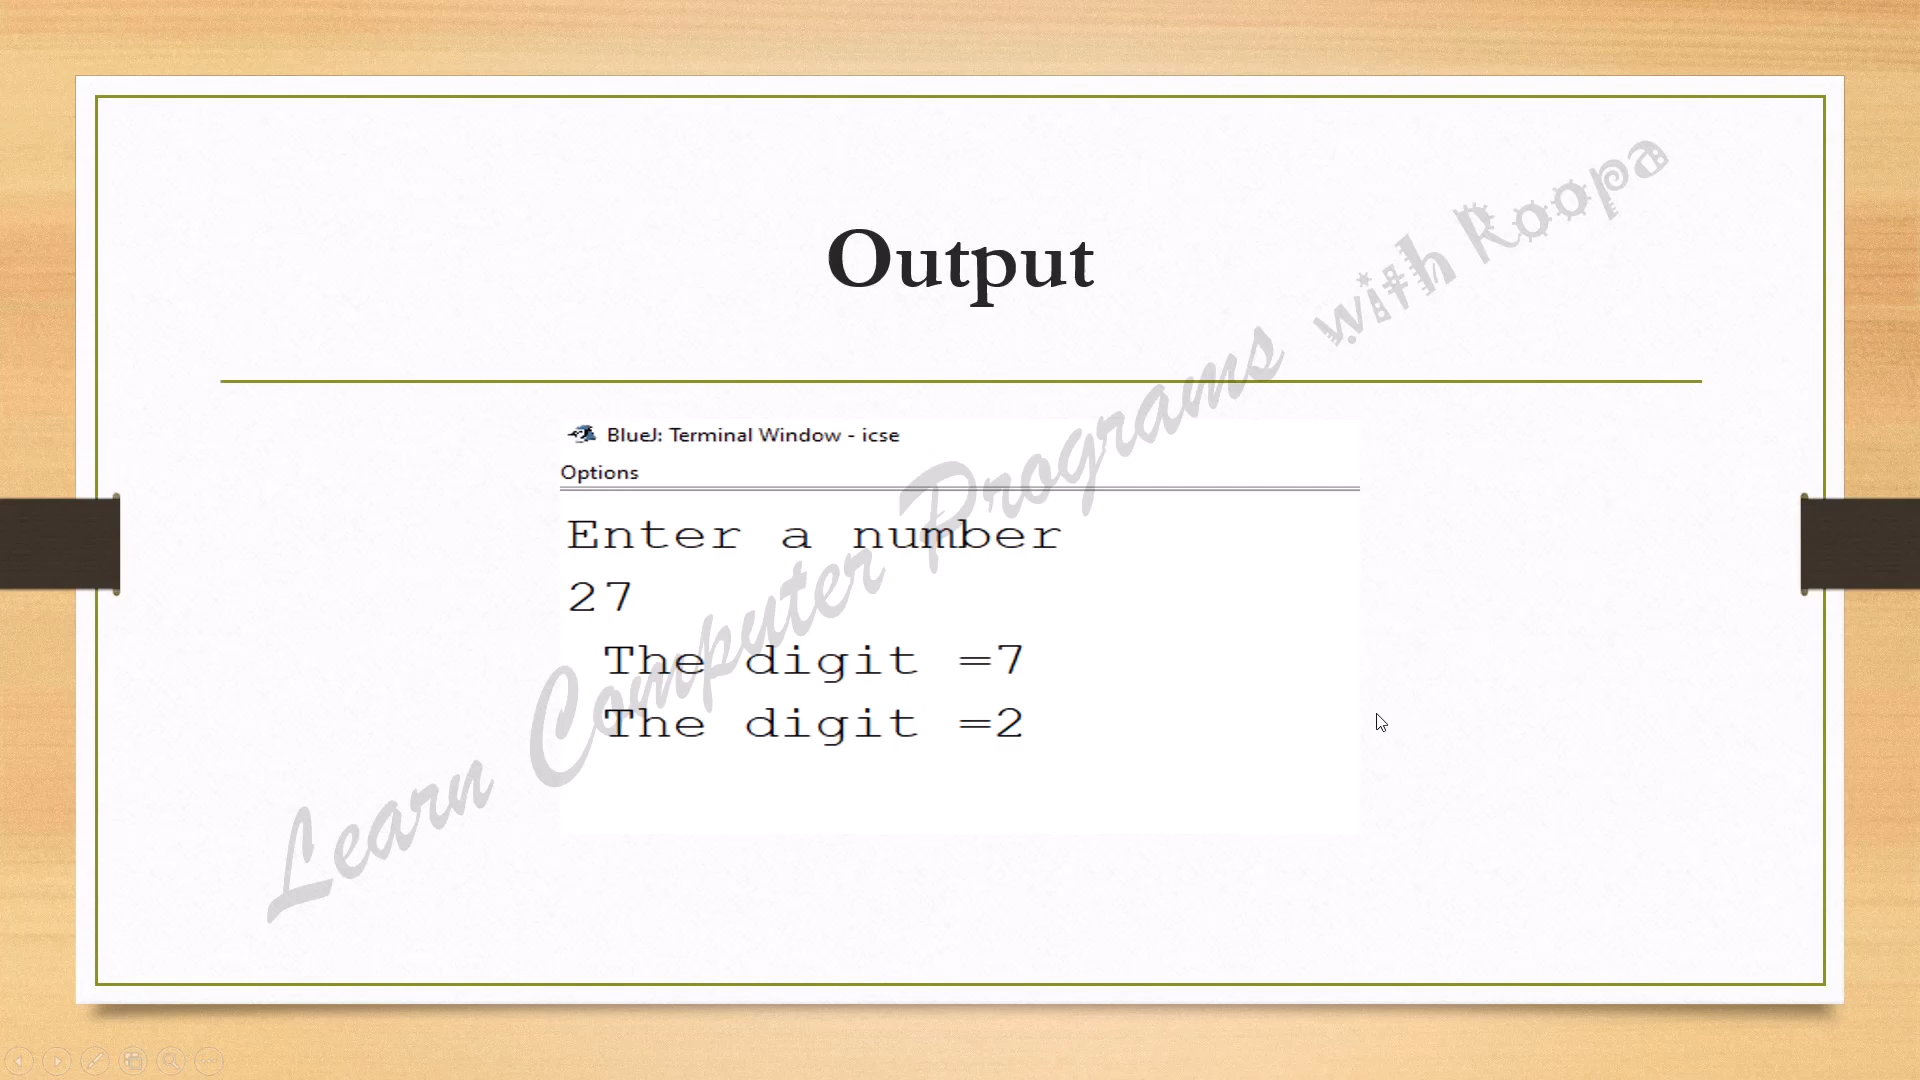 Output
BlueJ: Terminal Window - icse
Options
Enter a number
27
The digit =7
The digit =2
Learn Computer Programs with Roopa